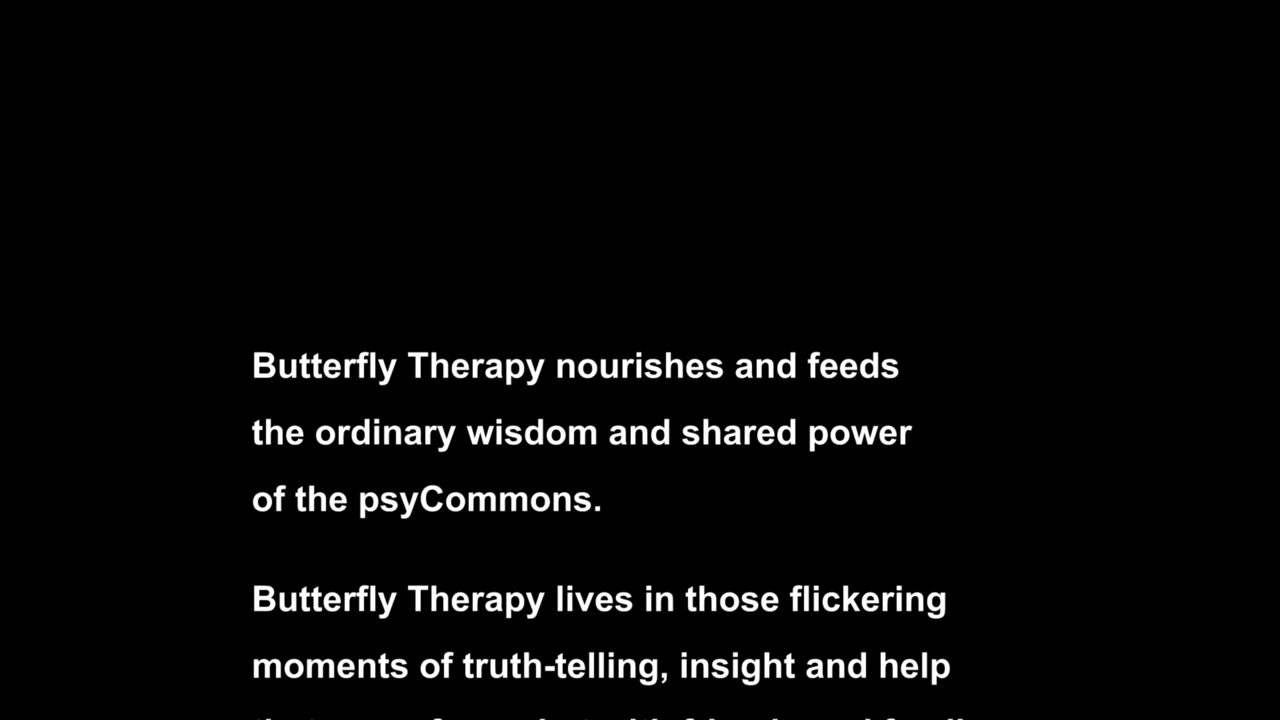 Butterfly Therapy nourishes and feeds
the ordinary wisdom and shared power
of the psyCommons.
Butterfly Therapy lives in those flickering
moments of truth-telling, insight and help